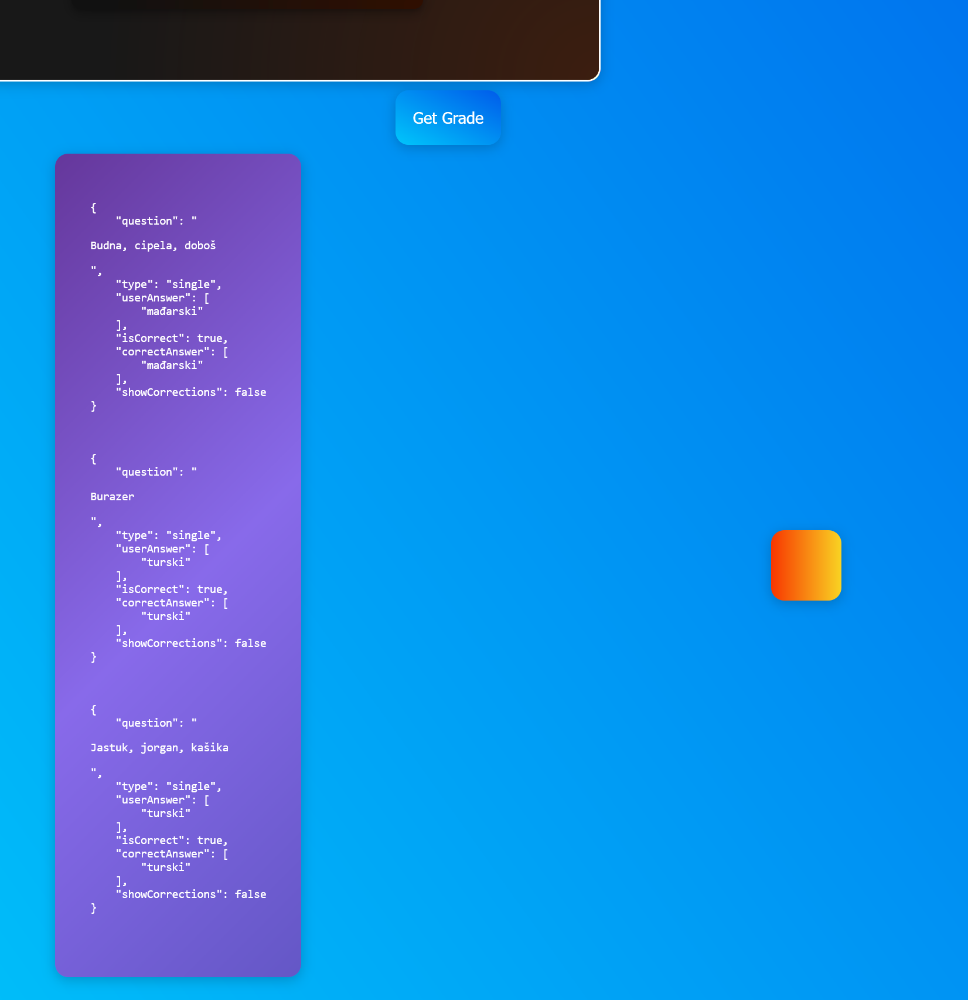 Get Grade
{
    "question": "
Budna, cipela, doboš
",
    "type": "single",
    "userAnswer": [
        "mađarski"
    ],
    "isCorrect": true,
    "correctAnswer": [
        "mađarski"
    ],
    "showCorrections": false
}
{
    "question": "
Burazer
",
    "type": "single",
    "userAnswer": [
        "turski"
    ],
    "isCorrect": true,
    "correctAnswer": [
        "turski"
    ],
    "showCorrections": false
}
{
    "question": "
Jastuk, jorgan, kašika
",
    "type": "single",
    "userAnswer": [
        "turski"
    ],
    "isCorrect": true,
    "correctAnswer": [
        "turski"
    ],
    "showCorrections": false
}